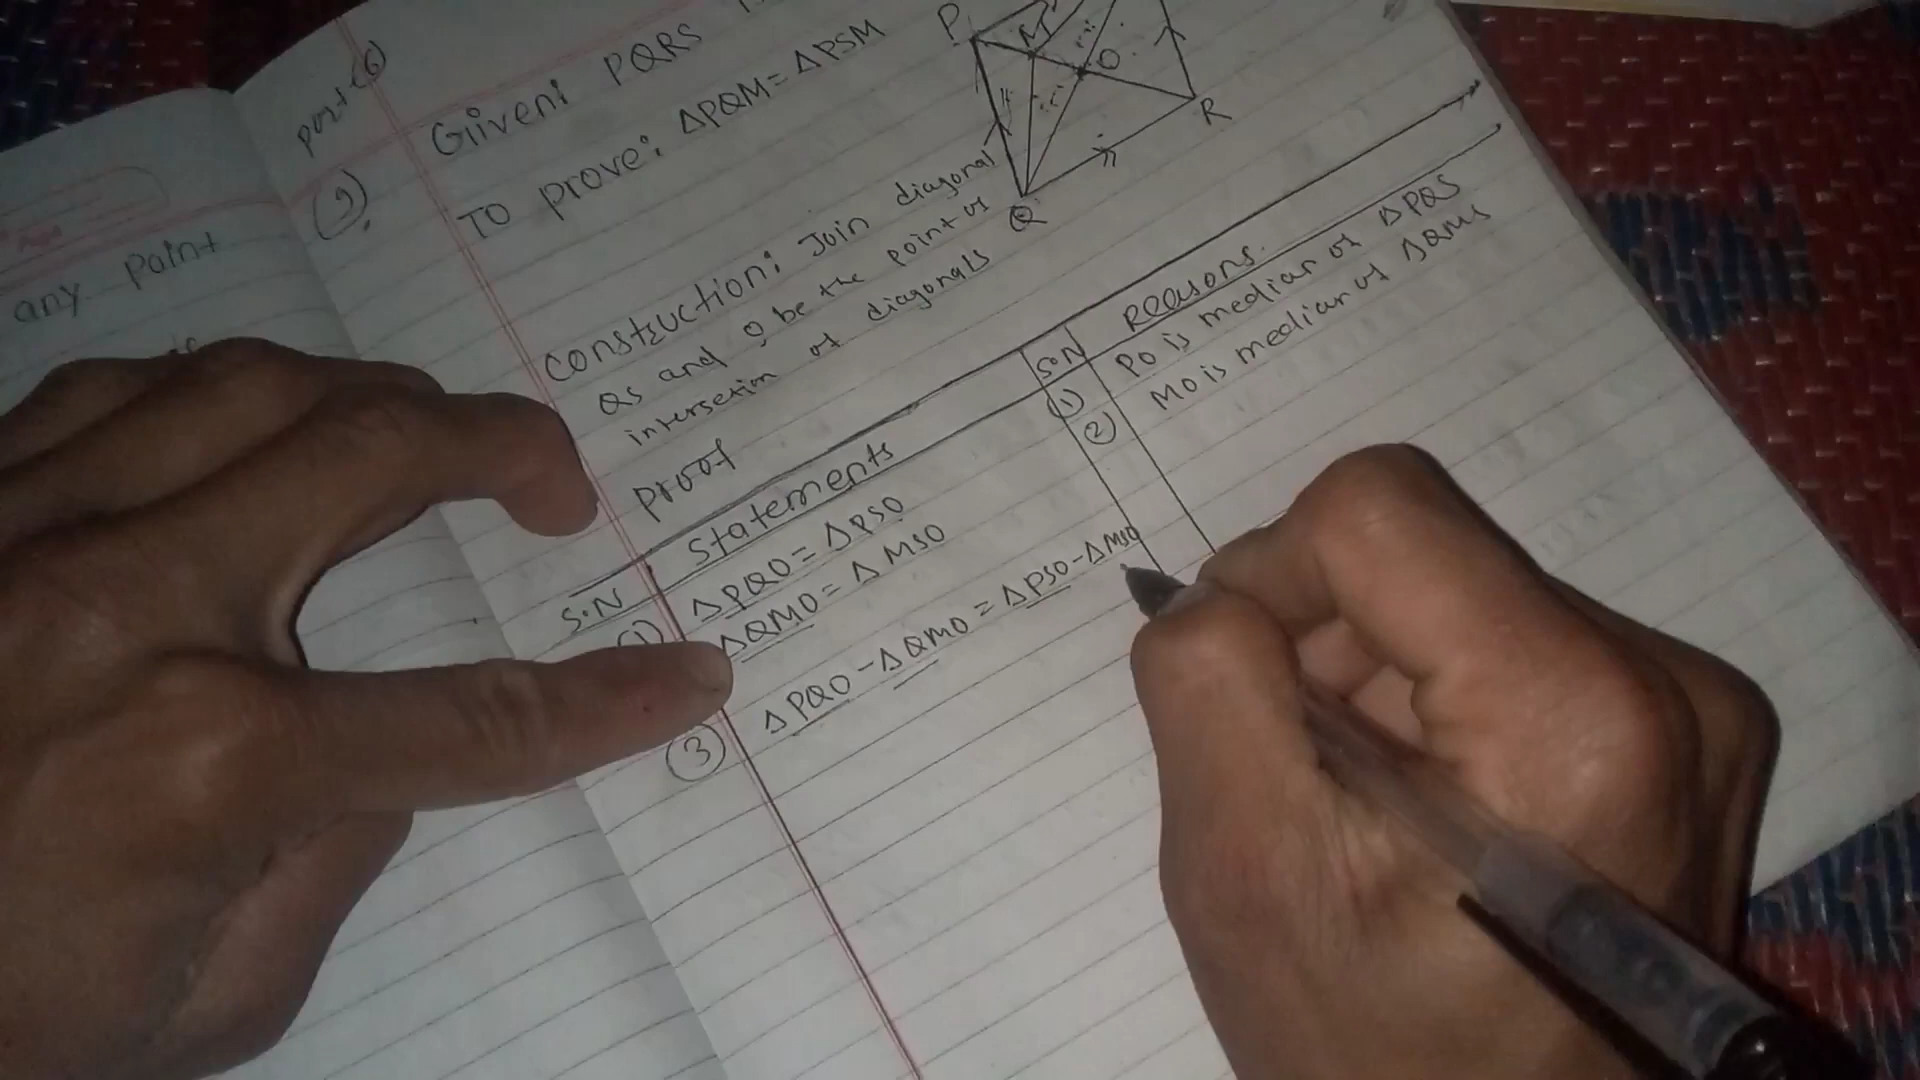 any point
part (6)
(9)
Given: PQRS
To prove: ΔPQM = ΔPSM
P
M
O
R
Q
Construction: Join diagonal
QS and O be the point of
intersetion of diagonals
Proof
S.N Statements S.N Reasons.
(1) ΔPQO = ΔPSO (1) PO is median of ΔPQS
ΔQMO = ΔMSO (2) MO is median of ΔQMS
(3) ΔPQO - ΔQMO = ΔPSO - ΔMSO